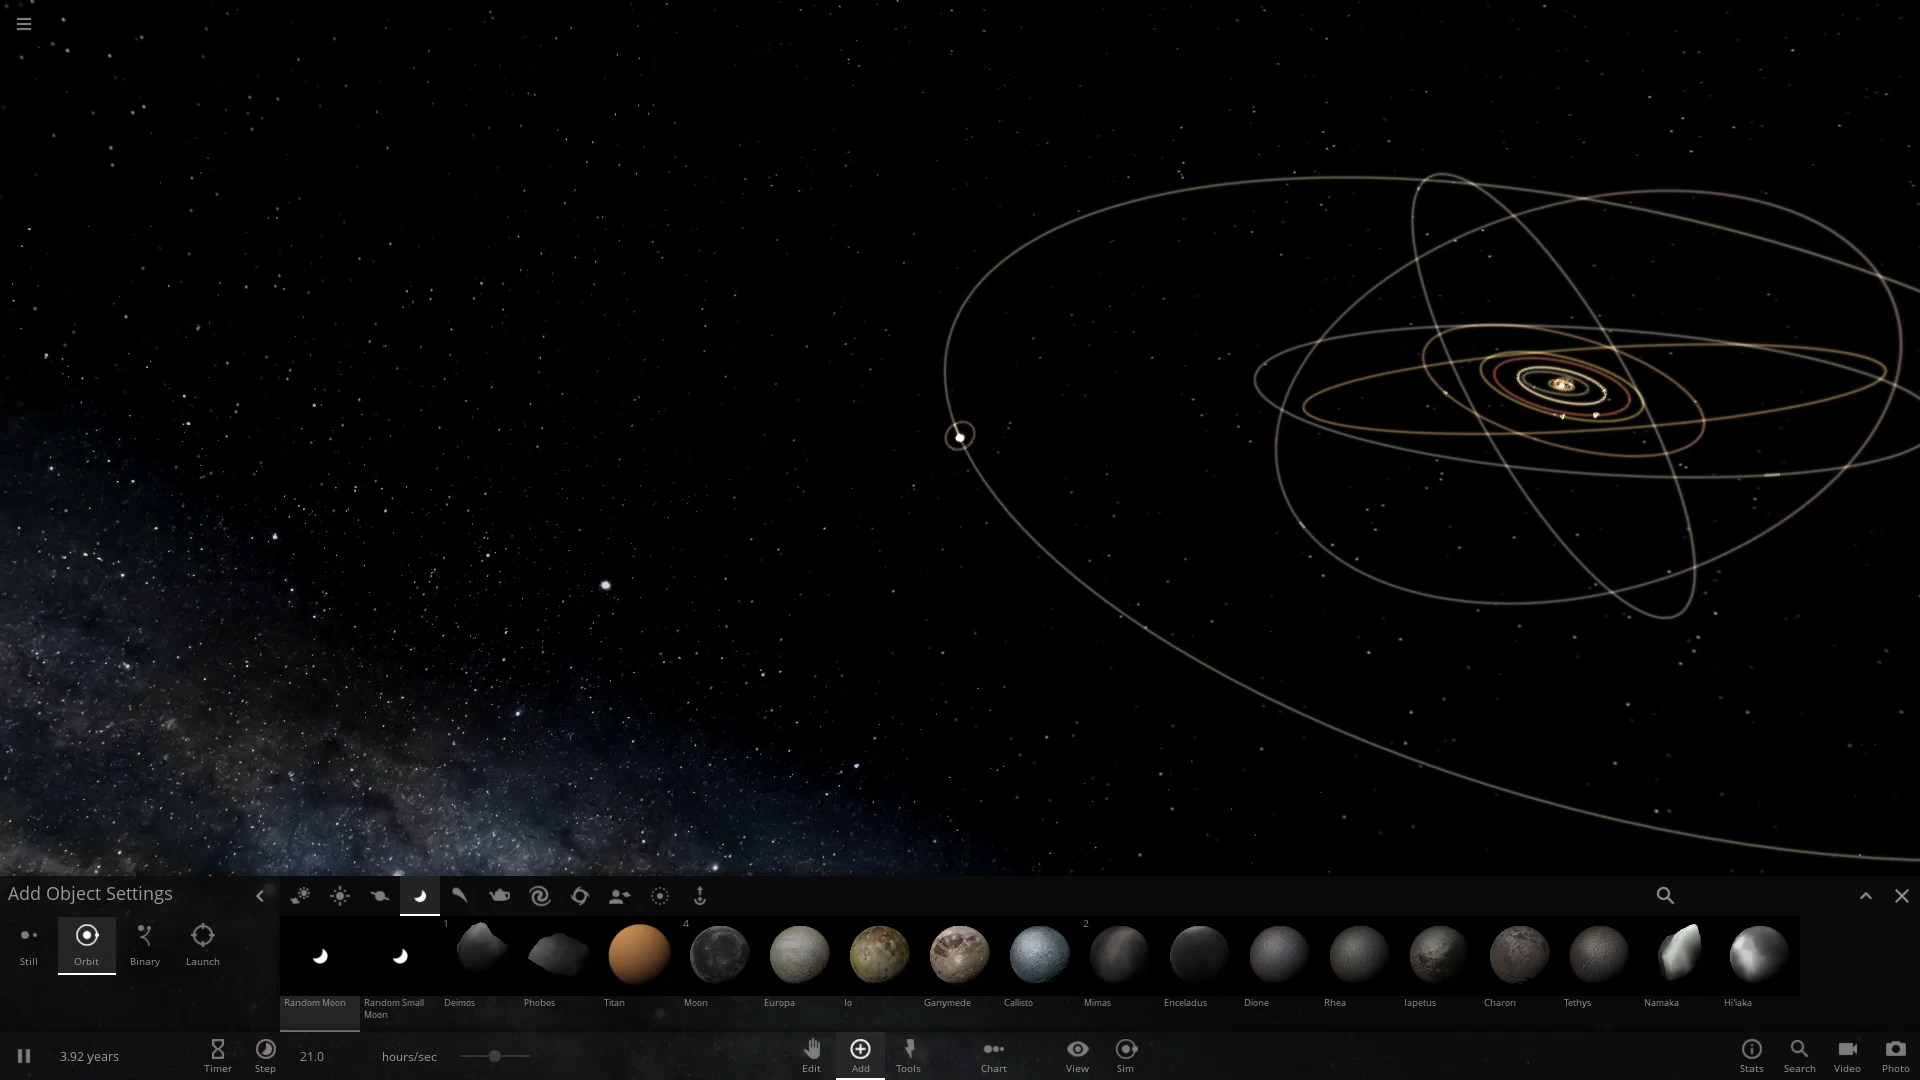 Add Object Settings
Still
Orbit
Binary
Launch
1
4
2
Random Moon
Random Small
Moon
Deimos
Phobos
Titan
Moon
Europa
Io
Ganymede
Callisto
Mimas
Enceladus
Dione
Rhea
Iapetus
Charon
Tethys
Namaka
Hi'iaka
3.92 years
Timer
Step
21.0
hours/sec
Edit
Add
Tools
Chart
View
Sim
Stats
Search
Video
Photo